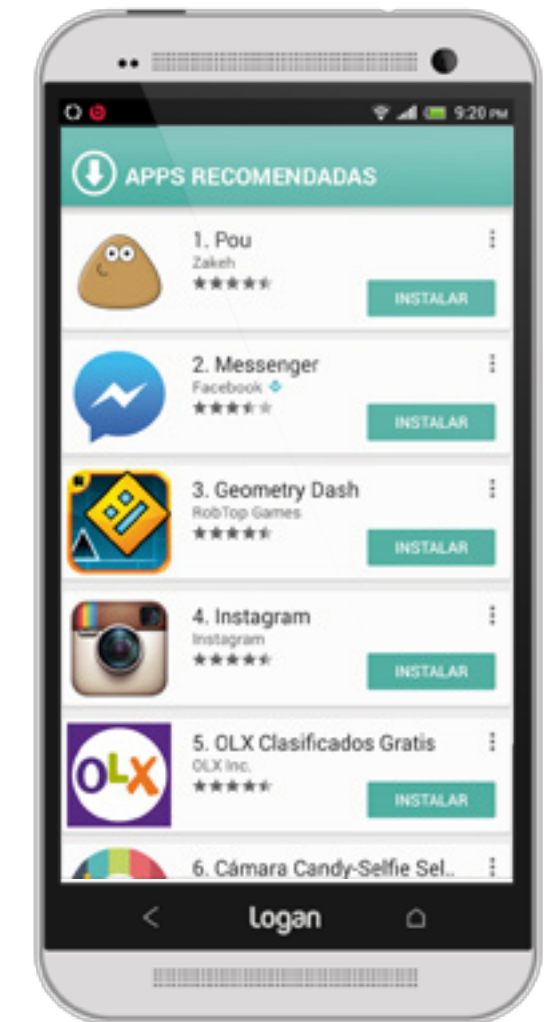 9:20 PM
APPS RECOMENDADAS
1. Pou
Zakeh
INSTALAR
2. Messenger
Facebook
INSTALAR
3. Geometry Dash
RobTop Games
INSTALAR
4. Instagram
Instagram
INSTALAR
5. OLX Clasificados Gratis
OLX Inc.
OLX
INSTALAR
6. Cámara Candy-Selfie Sel..
Logan